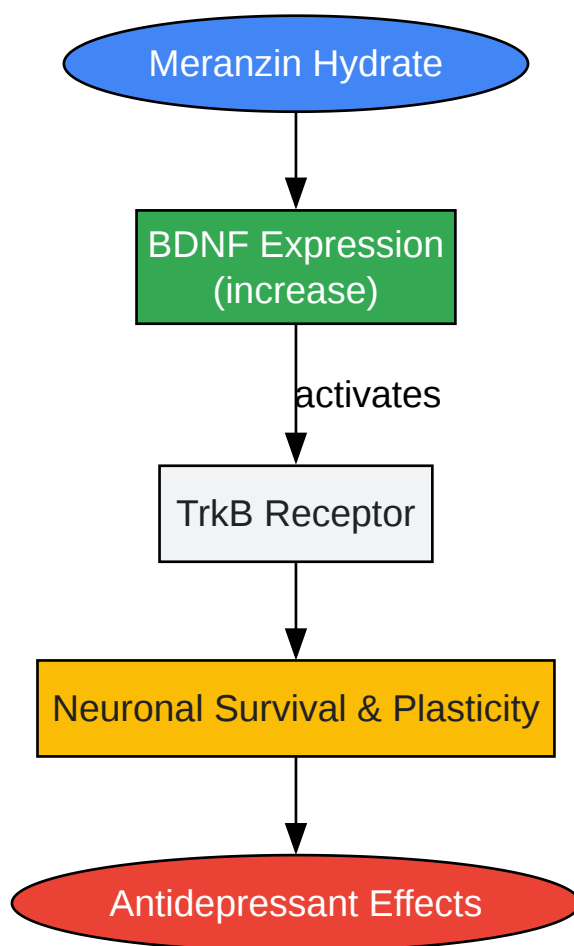 Meranzin Hydrate
BDNF Expression
(increase)
activates
TrkB Receptor
Neuronal Survival & Plasticity
Antidepressant Effects